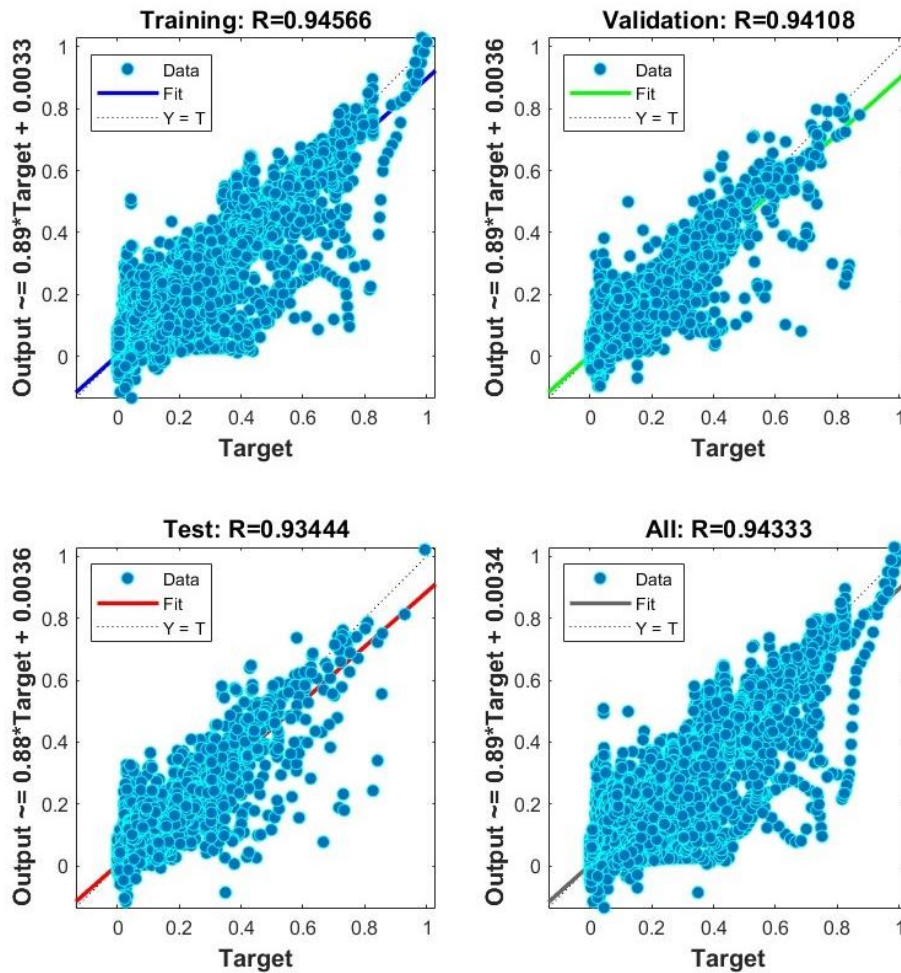 Training: R=0.94566
Output ~= 0.89*Target + 0.0033
1
0.8
0.6
0.4
0.2
0
Data
Fit
Y = T
0 0.2 0.4 0.6 0.8 1
Target
Validation: R=0.94108
Output ~= 0.89*Target + 0.0036
1
0.8
0.6
0.4
0.2
0
Data
Fit
Y = T
0 0.2 0.4 0.6 0.8 1
Target
Test: R=0.93444
Output ~= 0.88*Target + 0.0036
1
0.8
0.6
0.4
0.2
0
Data
Fit
Y = T
0 0.2 0.4 0.6 0.8 1
Target
All: R=0.94333
Output ~= 0.89*Target + 0.0034
1
0.8
0.6
0.4
0.2
0
Data
Fit
Y = T
0 0.2 0.4 0.6 0.8 1
Target